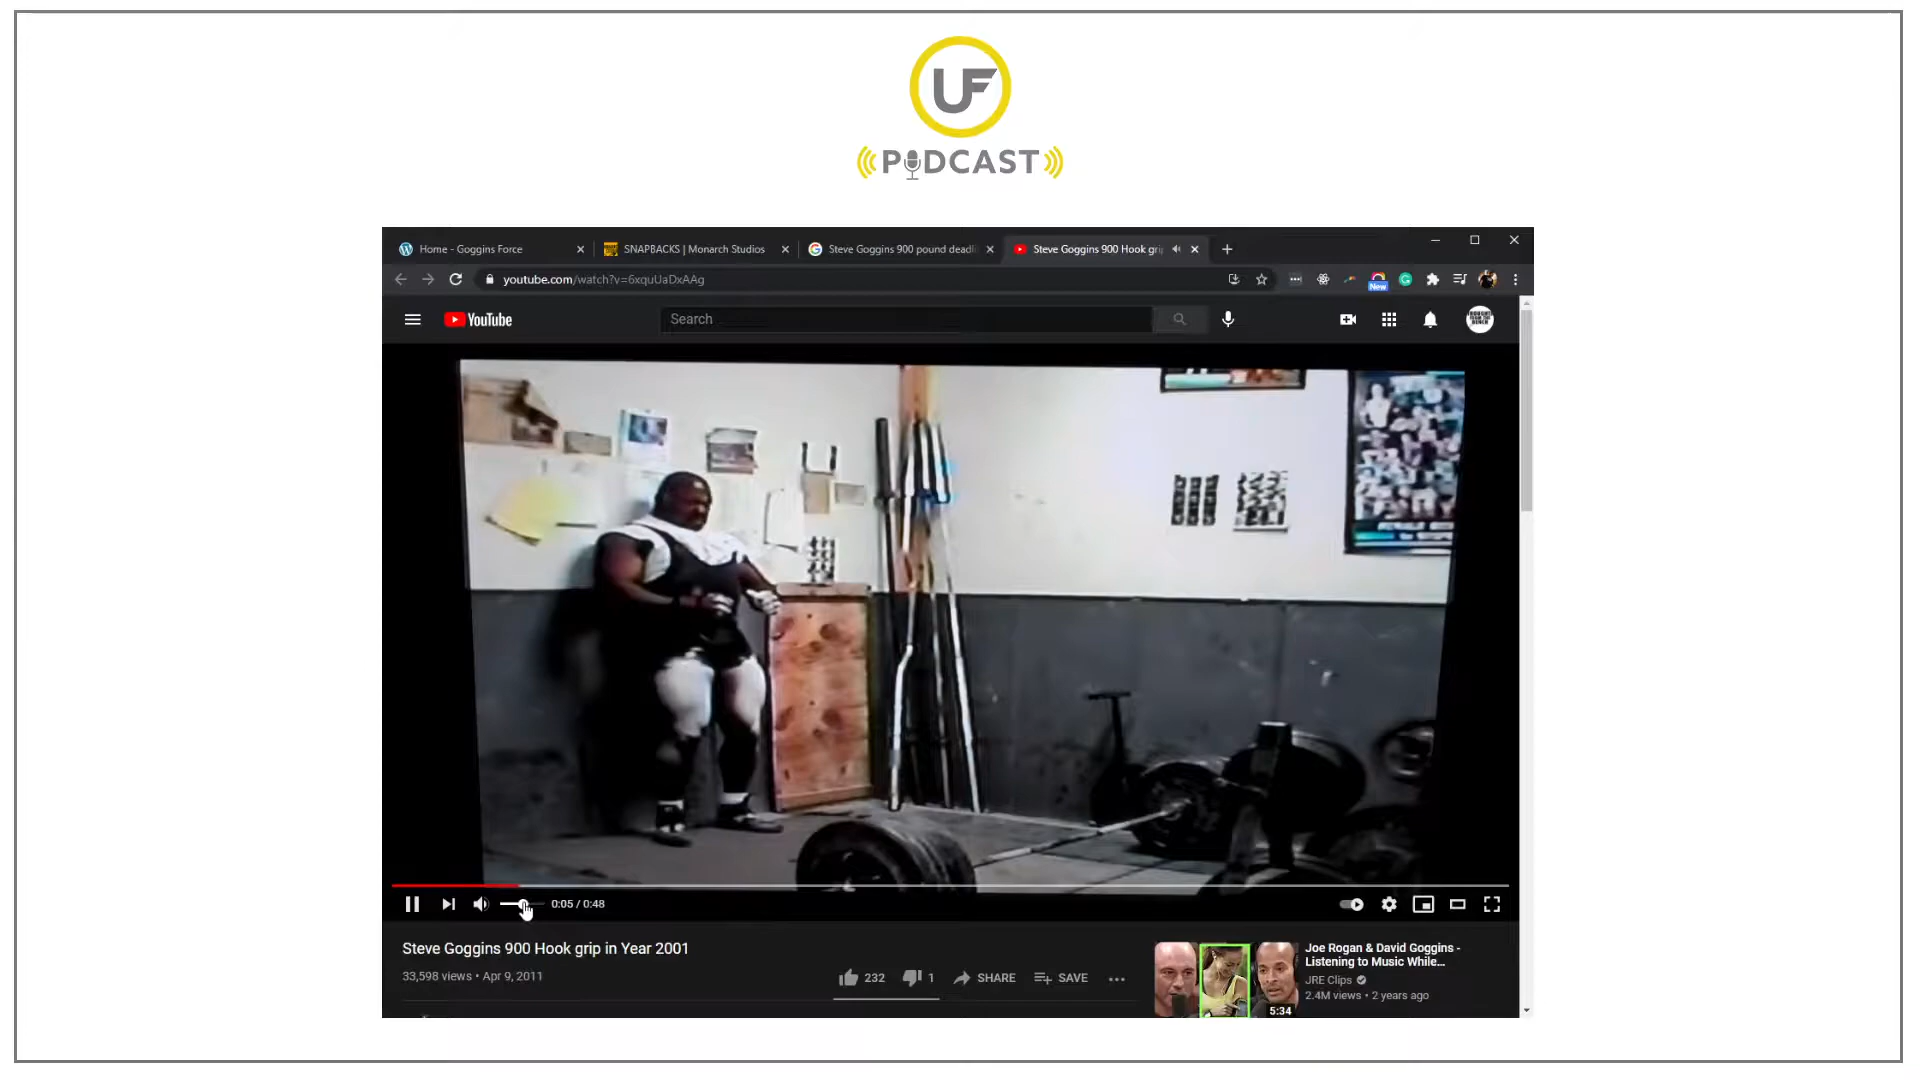 UF
PODCAST
Home - Goggins Force
SNAPBACKS | Monarch Studios
Steve Goggins 900 pound deadl
Steve Goggins 900 Hook gri
youtube.com/watch?v=6xquUaDxAAg
New
YouTube
Search
0:05 / 0:48
Steve Goggins 900 Hook grip in Year 2001
33,598 views • Apr 9, 2011
232
1
SHARE
SAVE
5:34
Joe Rogan & David Goggins -
Listening to Music While...
JRE Clips
2.4M views • 2 years ago